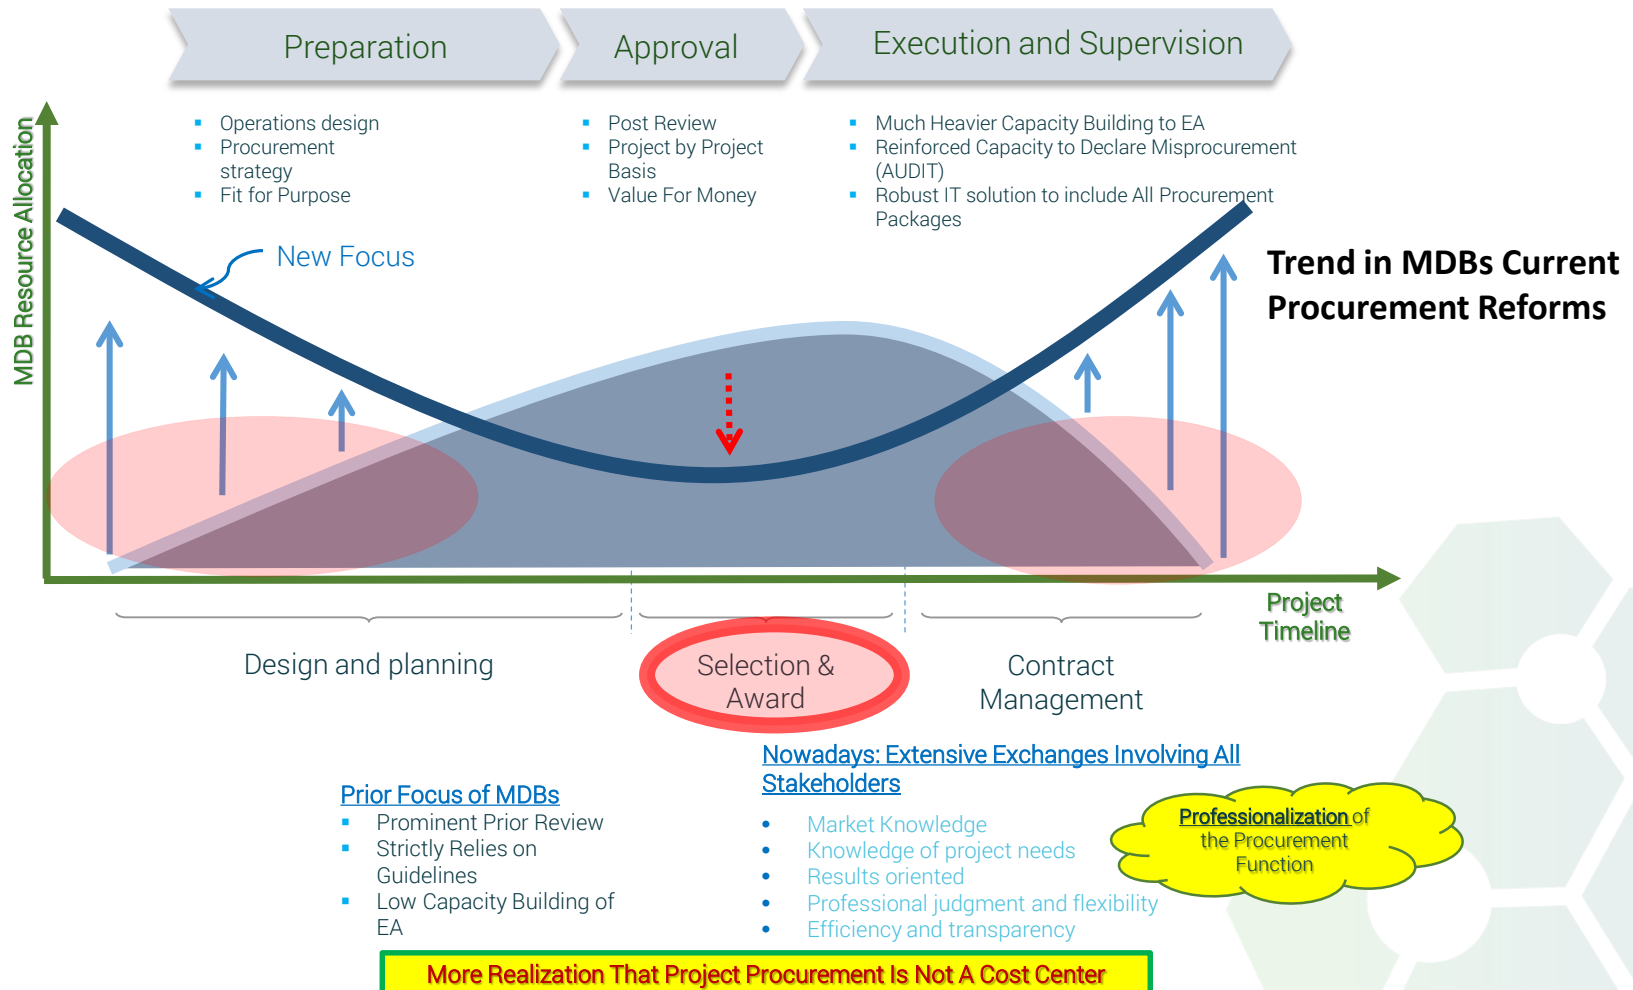 Preparation
Approval
Execution and Supervision
Operations design
Procurement
strategy
Fit for Purpose
Post Review
Project by Project
Basis
Value For Money
Much Heavier Capacity Building to EA
Reinforced Capacity to Declare Misprocurement
(AUDIT)
Robust IT solution to include All Procurement
Packages
MDB Resource Allocation
New Focus
Trend in MDBs Current
Procurement Reforms
Project
Timeline
Design and planning
Selection &
Award
Contract
Management
Prior Focus of MDBs
Prominent Prior Review
Strictly Relies on
Guidelines
Low Capacity Building of
EA
Nowadays: Extensive Exchanges Involving All
Stakeholders
Market Knowledge
Knowledge of project needs
Results oriented
Professional judgment and flexibility
Efficiency and transparency
Professionalization of
the Procurement
Function
More Realization That Project Procurement Is Not A Cost Center